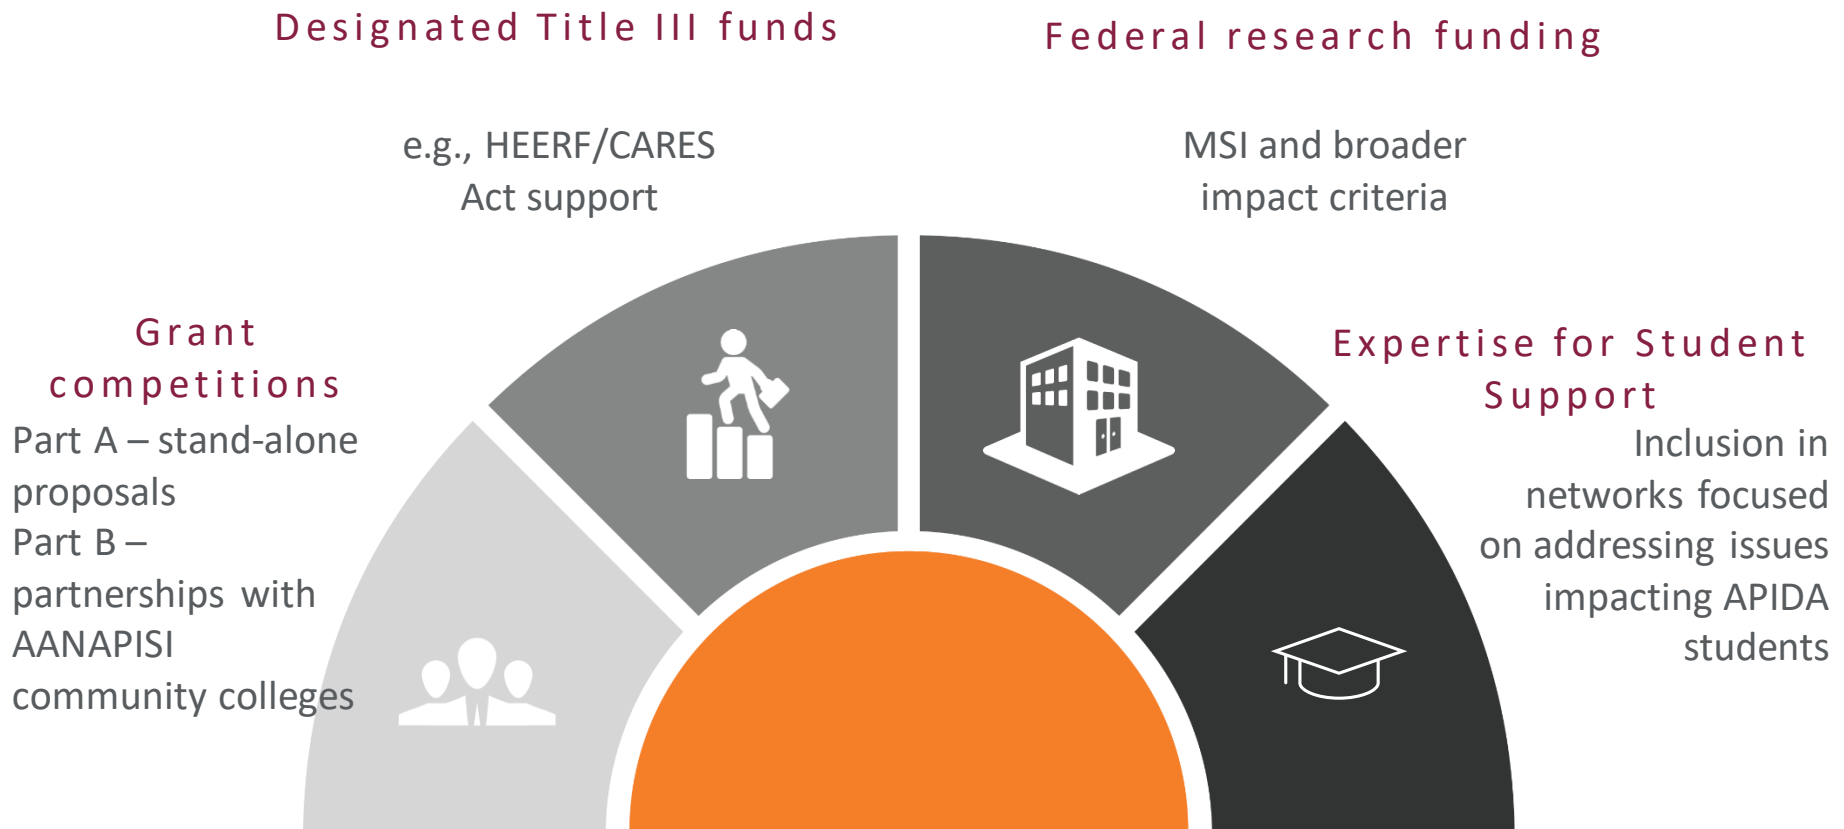 Designated Title III funds
e.g., HEERF/CARES
Act support
Federal research funding
MSI and broader
impact criteria
Grant
competitions
Part A – stand-alone
proposals
Part B –
partnerships with
AANAPISI
community colleges
Expertise for Student
Support
Inclusion in
networks focused
on addressing issues
impacting APIDA
students